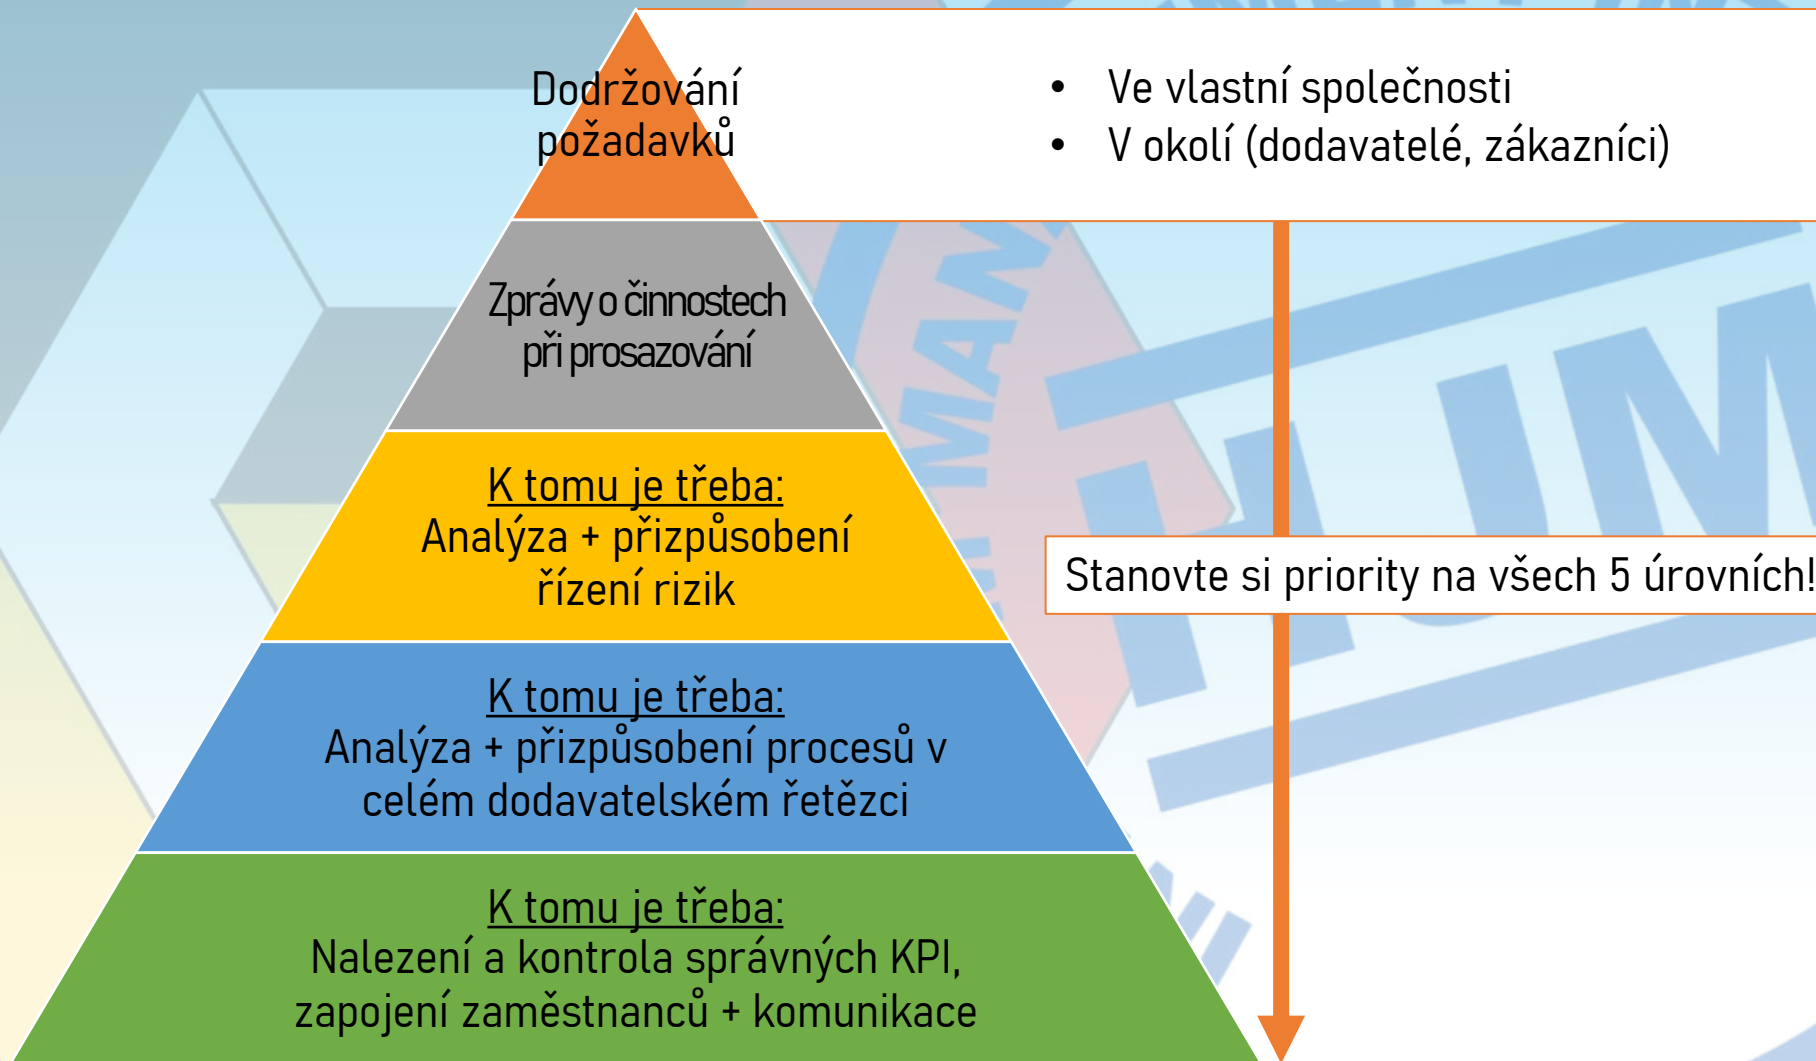 Dodržování
požadavků
• Ve vlastní společnosti
• V okolí (dodavatelé, zákazníci)
Zprávy o činnostech
při prosazování
K tomu je třeba:
Analýza + přizpůsobení
řízení rizik
Stanovte si priority na všech 5 úrovních!
K tomu je třeba:
Analýza + přizpůsobení procesů v
celém dodavatelském řetězci
K tomu je třeba:
Nalezení a kontrola správných KPI,
zapojení zaměstnanců + komunikace